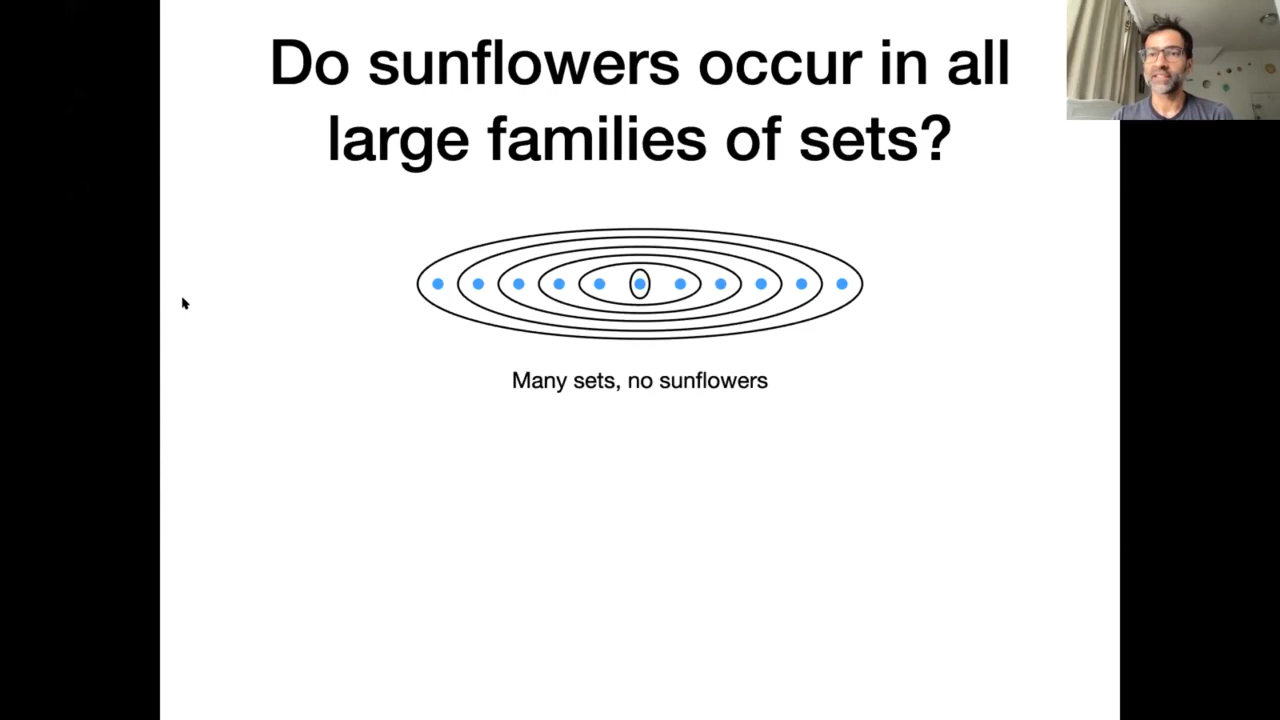 Do sunflowers occur in all
large families of sets?
Many sets, no sunflowers